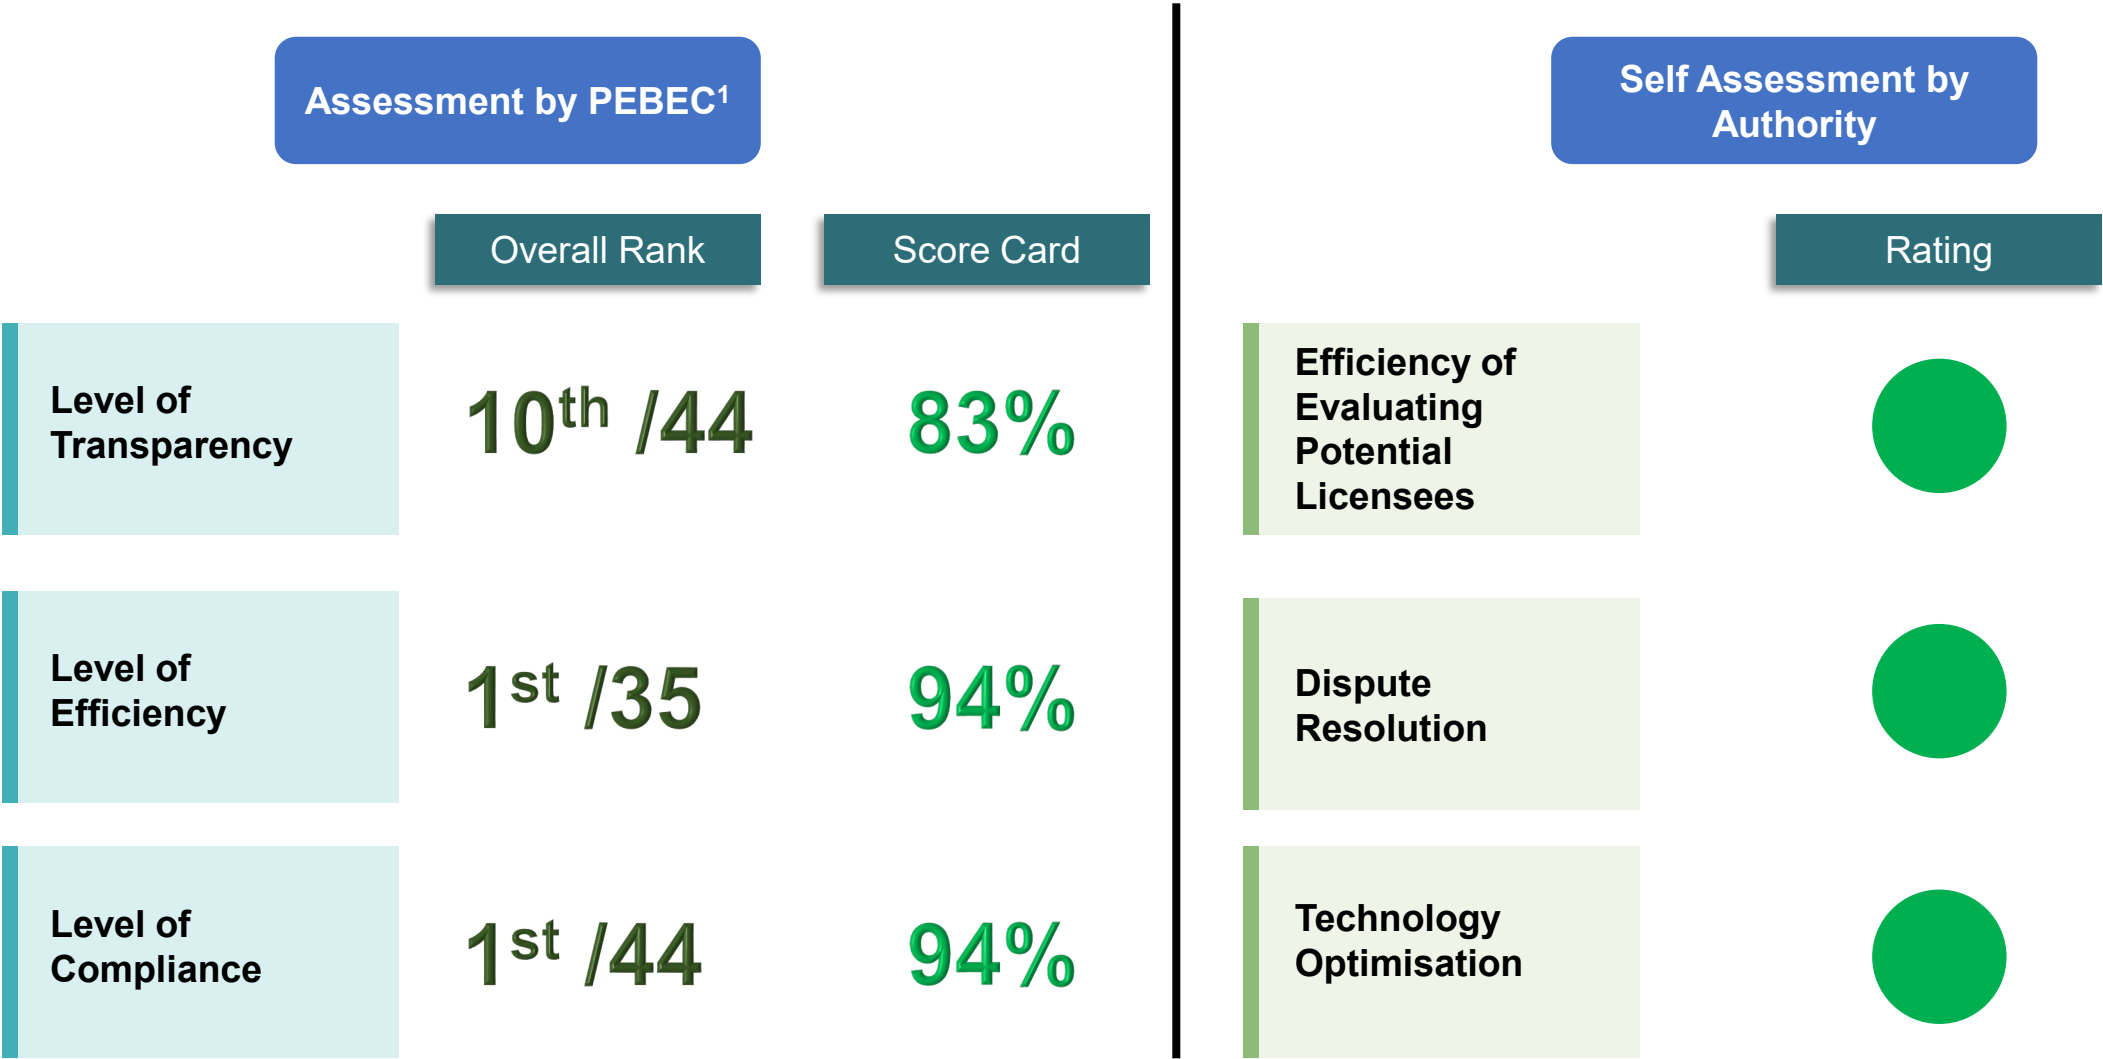 Assessment by PEBEC¹
Overall Rank
Score Card
Level of
Transparency
10th /44
83%
Level of
Efficiency
1st /35
94%
Level of
Compliance
1st /44
94%
Self Assessment by
Authority
Rating
Efficiency of
Evaluating
Potential
Licensees
Dispute
Resolution
Technology
Optimisation